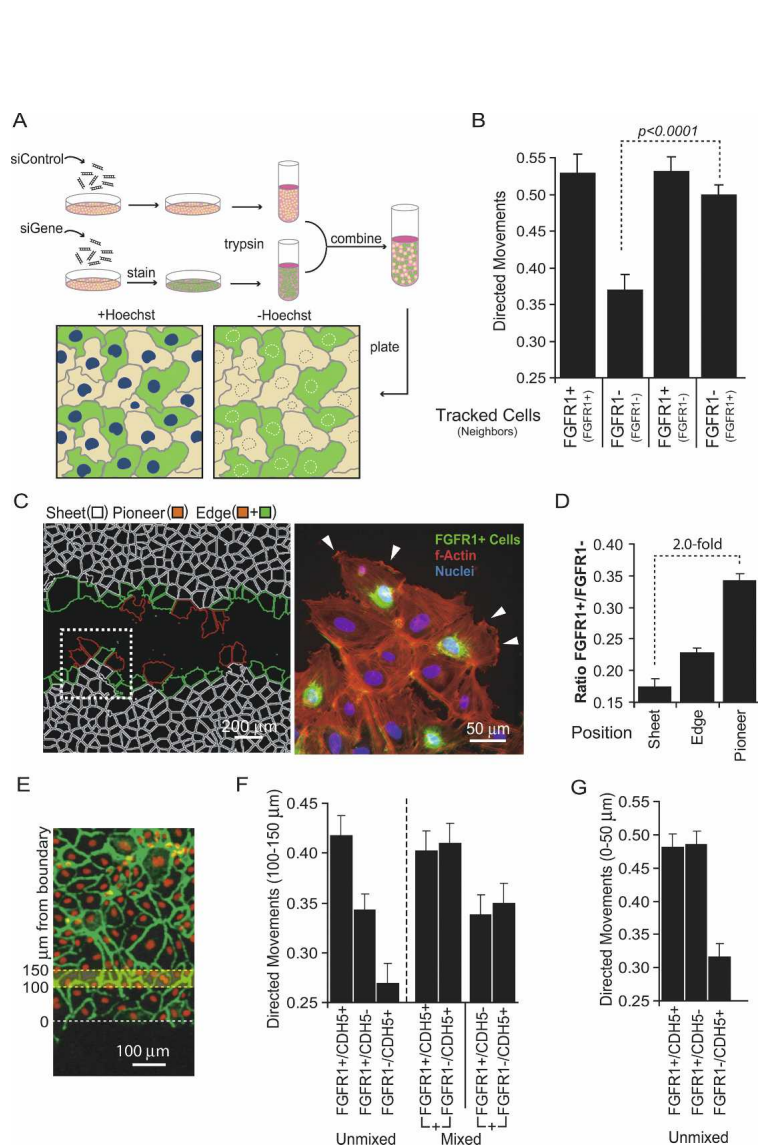 A
siControl
siGene
stain
trypsin
combine
plate
+Hoechst
-Hoechst
B
p<0.0001
Directed Movements
0.55
0.50
0.45
0.40
0.35
0.30
0.25
Tracked Cells
(Neighbors)
FGFR1+
(FGFR1+)
FGFR1-
(FGFR1-)
FGFR1+
(FGFR1-)
FGFR1-
(FGFR1+)
C
Sheet(□) Pioneer(■) Edge(■+■)
200 μm
FGFR1+ Cells
f-Actin
Nuclei
50 μm
D
2.0-fold
Ratio FGFR1+/FGFR1-
0.40
0.35
0.30
0.25
0.20
0.15
Position
Sheet
Edge
Pioneer
E
μm from boundary
150
100
0
100 μm
F
Directed Movements (100-150 μm)
0.45
0.40
0.35
0.30
0.25
FGFR1+/CDH5+
FGFR1+/CDH5-
FGFR1-/CDH5+
FGFR1+/CDH5+
FGFR1-/CDH5+
+
FGFR1+/CDH5-
FGFR1-/CDH5+
+
Unmixed
Mixed
G
Directed Movements (0-50 μm)
0.55
0.50
0.45
0.40
0.35
0.30
0.25
FGFR1+/CDH5+
FGFR1+/CDH5-
FGFR1-/CDH5+
Unmixed